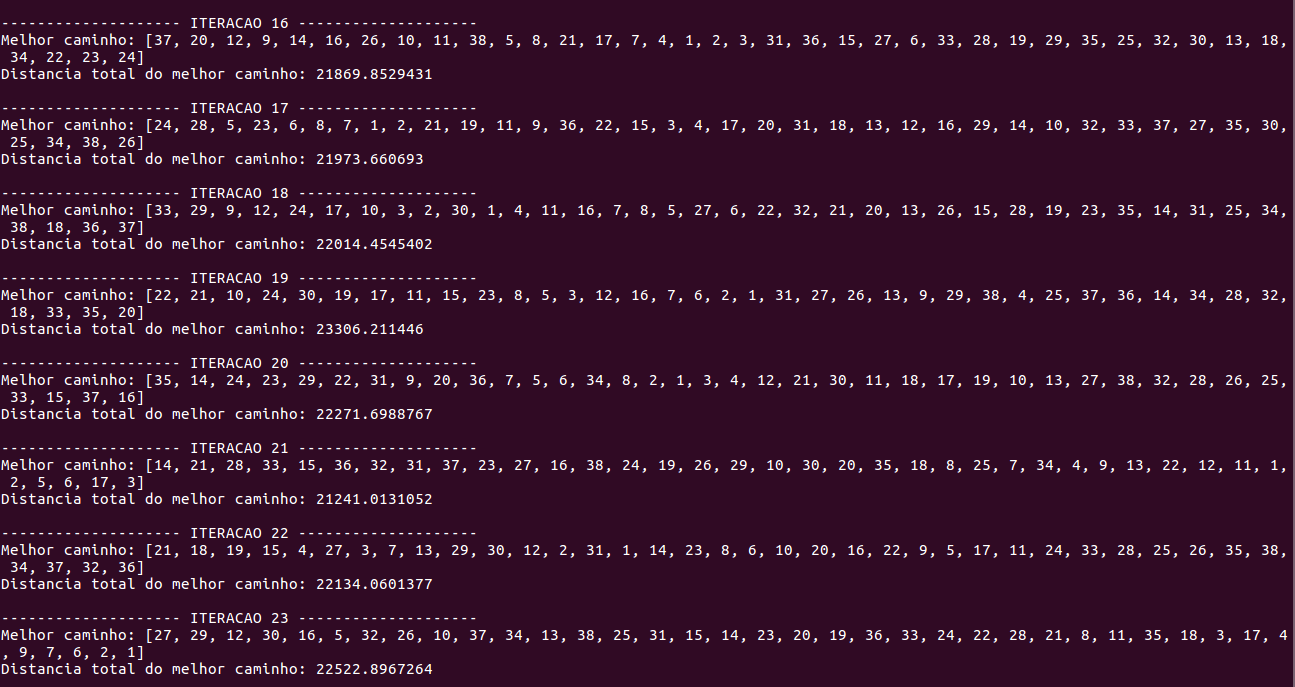 -------------------- ITERACAO 16 --------------------
Melhor caminho: [37, 20, 12, 9, 14, 16, 26, 10, 11, 38, 5, 8, 21, 17, 7, 4, 1, 2, 3, 31, 36, 15, 27, 6, 33, 28, 19, 29, 35, 25, 32, 30, 13, 18,
34, 22, 23, 24]
Distancia total do melhor caminho: 21869.8529431
-------------------- ITERACAO 17 --------------------
Melhor caminho: [24, 28, 5, 23, 6, 8, 7, 1, 2, 21, 19, 11, 9, 36, 22, 15, 3, 4, 17, 20, 31, 18, 13, 12, 16, 29, 14, 10, 32, 33, 37, 27, 35, 30,
25, 34, 38, 26]
Distancia total do melhor caminho: 21973.660693
-------------------- ITERACAO 18 --------------------
Melhor caminho: [33, 29, 9, 12, 24, 17, 10, 3, 2, 30, 1, 4, 11, 16, 7, 8, 5, 27, 6, 22, 32, 21, 20, 13, 26, 15, 28, 19, 23, 35, 14, 31, 25, 34,
38, 18, 36, 37]
Distancia total do melhor caminho: 22014.4545402
-------------------- ITERACAO 19 --------------------
Melhor caminho: [22, 21, 10, 24, 30, 19, 17, 11, 15, 23, 8, 5, 3, 12, 16, 7, 6, 2, 1, 31, 27, 26, 13, 9, 29, 38, 4, 25, 37, 36, 14, 34, 28, 32,
18, 33, 35, 20]
Distancia total do melhor caminho: 23306.211446
-------------------- ITERACAO 20 --------------------
Melhor caminho: [35, 14, 24, 23, 29, 22, 31, 9, 20, 36, 7, 5, 6, 34, 8, 2, 1, 3, 4, 12, 21, 30, 11, 18, 17, 19, 10, 13, 27, 38, 32, 28, 26, 25,
33, 15, 37, 16]
Distancia total do melhor caminho: 22271.6988767
-------------------- ITERACAO 21 --------------------
Melhor caminho: [14, 21, 28, 33, 15, 36, 32, 31, 37, 23, 27, 16, 38, 24, 19, 26, 29, 10, 30, 20, 35, 18, 8, 25, 7, 34, 4, 9, 13, 22, 12, 11, 1,
2, 5, 6, 17, 3]
Distancia total do melhor caminho: 21241.0131052
-------------------- ITERACAO 22 --------------------
Melhor caminho: [21, 18, 19, 15, 4, 27, 3, 7, 13, 29, 30, 12, 2, 31, 1, 14, 23, 8, 6, 10, 20, 16, 22, 9, 5, 17, 11, 24, 33, 28, 25, 26, 35, 38,
34, 37, 32, 36]
Distancia total do melhor caminho: 22134.0601377
-------------------- ITERACAO 23 --------------------
Melhor caminho: [27, 29, 12, 30, 16, 5, 32, 26, 10, 37, 34, 13, 38, 25, 31, 15, 14, 23, 20, 19, 36, 33, 24, 22, 28, 21, 8, 11, 35, 18, 3, 17, 4
, 9, 7, 6, 2, 1]
Distancia total do melhor caminho: 22522.8967264